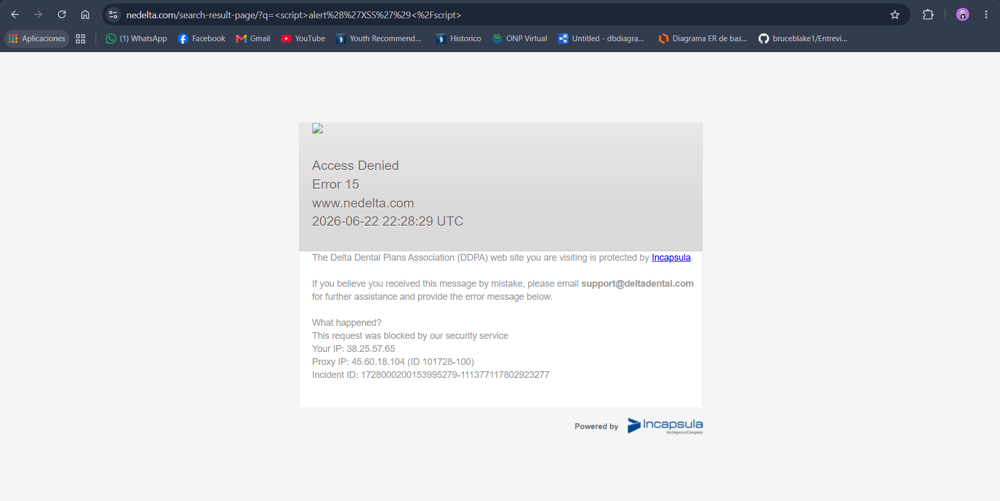 nedelta.com/search-result-page/?q=<script>alert%28%27XSS%27%29<%2Fscript>
Aplicaciones
(1) WhatsApp
Facebook
Gmail
YouTube
Youth Recommend...
Historico
ONP Virtual
Untitled - dbdiagra...
Diagrama ER de bas...
bruceblake1/Entrevi...
Access Denied
Error 15
www.nedelta.com
2026-06-22 22:28:29 UTC
The Delta Dental Plans Association (DDPA) web site you are visiting is protected by Incapsula.
If you believe you received this message by mistake, please email support@deltadental.com
for further assistance and provide the error message below.
What happened?
This request was blocked by our security service
Your IP: 38.25.57.65
Proxy IP: 45.60.18.104 (ID 101728-100)
Incident ID: 1728000200153995279-111377117802923277
Powered by
Incapsula
An Imperva Company